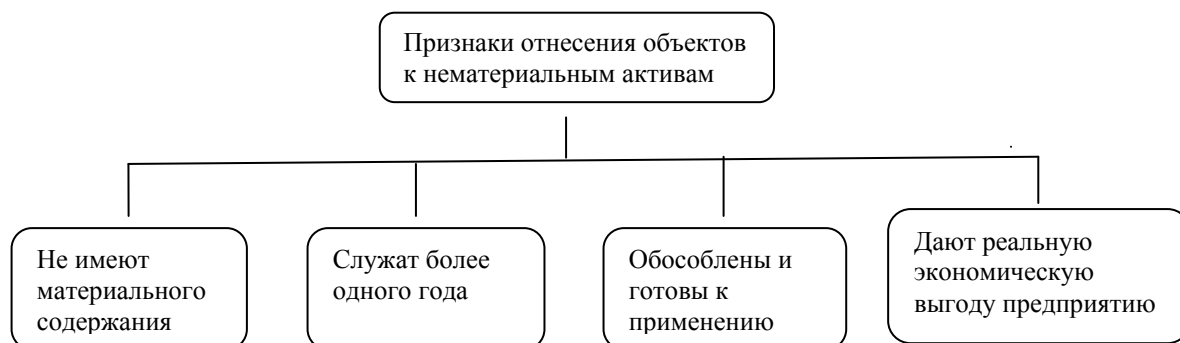 Признаки отнесения объектов
к нематериальным активам
Не имеют
материального
содержания
Служат более
одного года
Обособлены и
готовы к
применению
Дают реальную
экономическую
выгоду предприятию